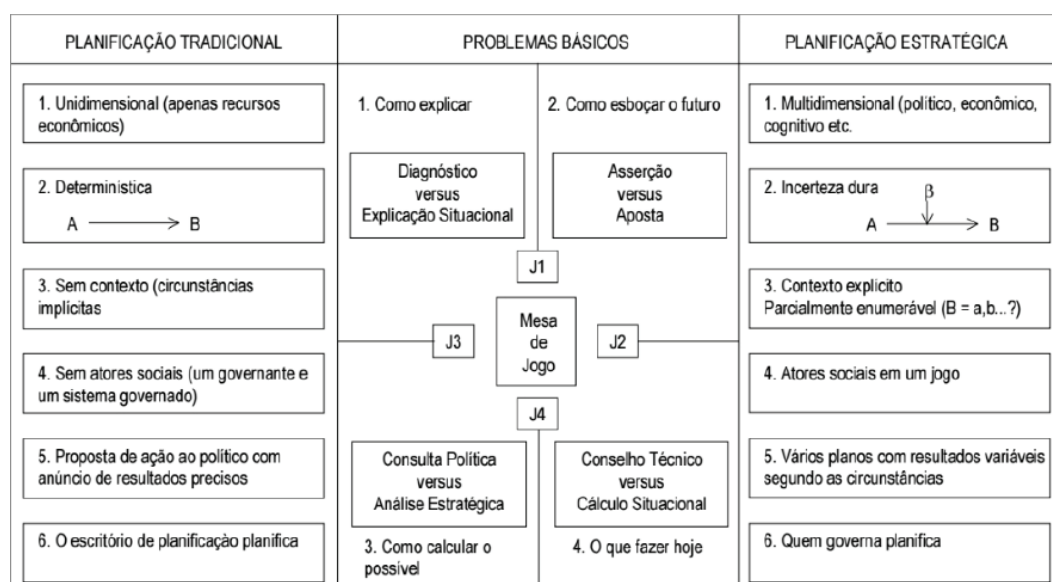 PLANIFICAÇÃO TRADICIONAL
1. Unidimensional (apenas recursos
econômicos)
2. Determinística
A B
3. Sem contexto (circunstâncias
implícitas
4. Sem atores sociais (um governante e
um sistema governado)
5. Proposta de ação ao político com
anúncio de resultados precisos
6. O escritório de planificaçào planifica
PROBLEMAS BÁSICOS
1. Como explicar
Diagnóstico
versus
Explicação Situacional
2. Como esboçar o futuro
Asserção
versus
Aposta
J1
J3
Mesa
de
Jogo
J2
J4
Consulta Política
versus
Análise Estratégica
3. Como calcular o
possível
Conselho Técnico
versus
Cálculo Situacional
4. O que fazer hoje
PLANIFICAÇÃO ESTRATÉGICA
1. Multidimensional (político, econômico,
cognitivo etc.
2. Incerteza dura
β
A B
3. Contexto explícito
Parcialmente enumerável (B = a,b...?)
4. Atores sociais em um jogo
5. Vários planos com resultados variáveis
segundo as circunstâncias
6. Quem governa planifica